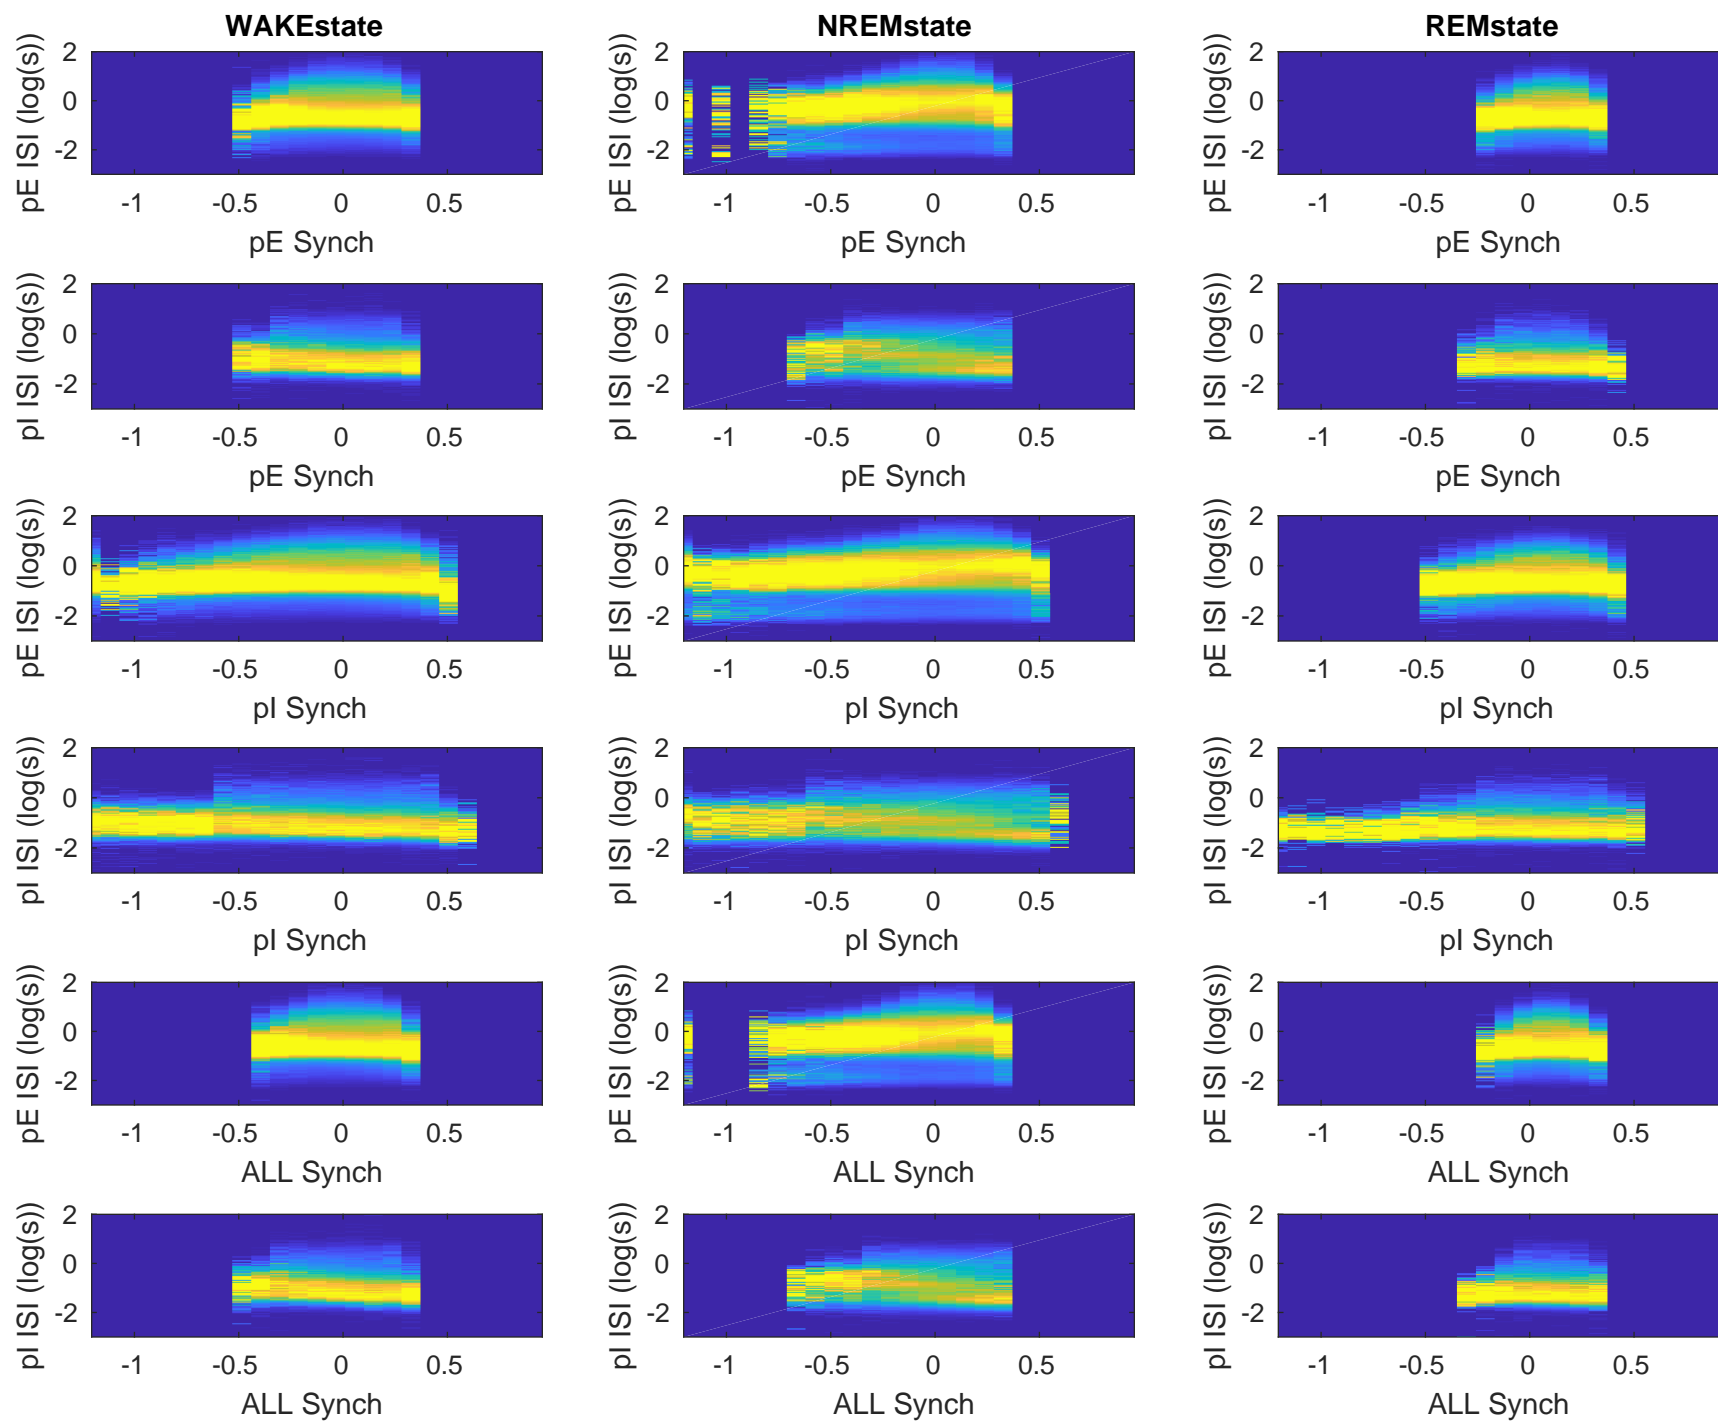 WAKEstate NREMstate REMstate
pE ISI (log(s)) 2 0 -2 pE ISI (log(s)) 2 0 -2 pE ISI (log(s)) 2 0 -2
-1 -0.5 0 0.5 -1 -0.5 0 0.5 -1 -0.5 0 0.5
pE Synch pE Synch pE Synch
pI ISI (log(s)) 2 0 -2 pI ISI (log(s)) 2 0 -2 pI ISI (log(s)) 2 0 -2
-1 -0.5 0 0.5 -1 -0.5 0 0.5 -1 -0.5 0 0.5
pE Synch pE Synch pE Synch
pE ISI (log(s)) 2 0 -2 pE ISI (log(s)) 2 0 -2 pE ISI (log(s)) 2 0 -2
-1 -0.5 0 0.5 -1 -0.5 0 0.5 -1 -0.5 0 0.5
pI Synch pI Synch pI Synch
pI ISI (log(s)) 2 0 -2 pI ISI (log(s)) 2 0 -2 pI ISI (log(s)) 2 0 -2
-1 -0.5 0 0.5 -1 -0.5 0 0.5 -1 -0.5 0 0.5
pI Synch pI Synch pI Synch
pE ISI (log(s)) 2 0 -2 pE ISI (log(s)) 2 0 -2 pE ISI (log(s)) 2 0 -2
-1 -0.5 0 0.5 -1 -0.5 0 0.5 -1 -0.5 0 0.5
ALL Synch ALL Synch ALL Synch
pI ISI (log(s)) 2 0 -2 pI ISI (log(s)) 2 0 -2 pI ISI (log(s)) 2 0 -2
-1 -0.5 0 0.5 -1 -0.5 0 0.5 -1 -0.5 0 0.5
ALL Synch ALL Synch ALL Synch